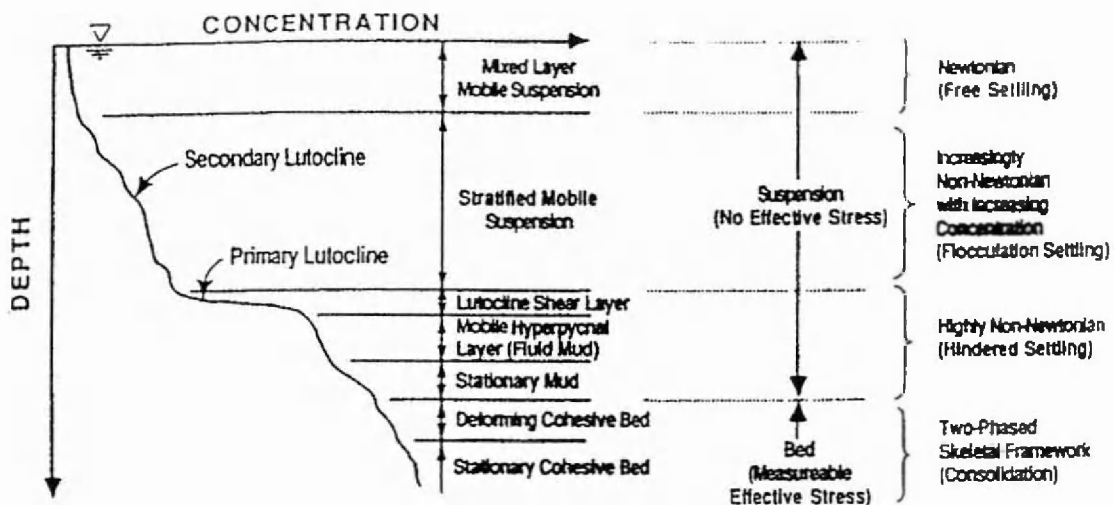 CONCENTRATION
DEPTH
Secondary Lutocline
Primary Lutocline
Mixed Layer
Mobile Suspension
Stratified Mobile
Suspension
Lutocline Shear Layer
Mobile Hyperpycnal
Layer (Fluid Mud)
Stationary Mud
Deforming Cohesive Bed
Stationary Cohesive Bed
Suspension
(No Effective Stress)
Bed
(Measureable
Effective Stress)
Newtonian
(Free Settling)
Increasingly
Non-Newtonian
with Increasing
Concentration
(Flocculation Settling)
Highly Non-Newtonian
(Hindered Settling)
Two-Phased
Skeletal Framework
(Consolidation)